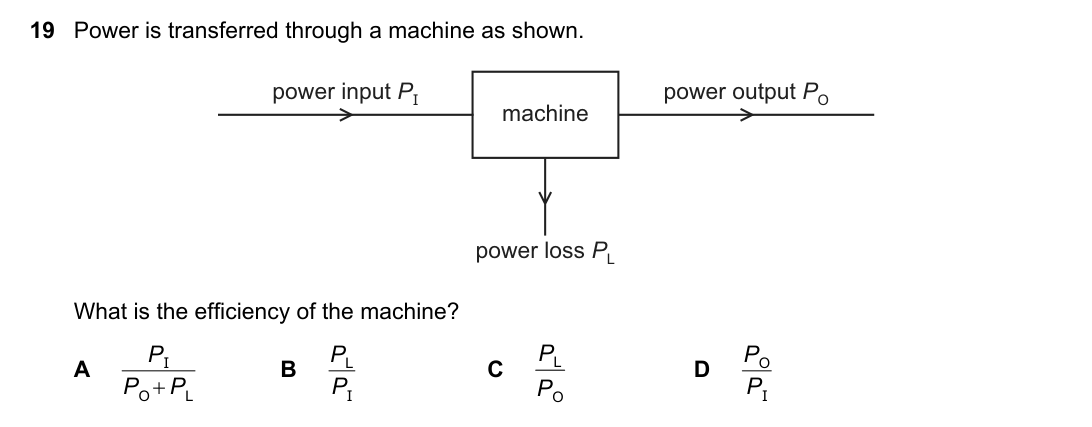 19 Power is transferred through a machine as shown.
power input P_I
power output P_O
machine
power loss P_L
What is the efficiency of the machine?
A P_I / (P_O + P_L) B P_L / P_I C P_L / P_O D P_O / P_I